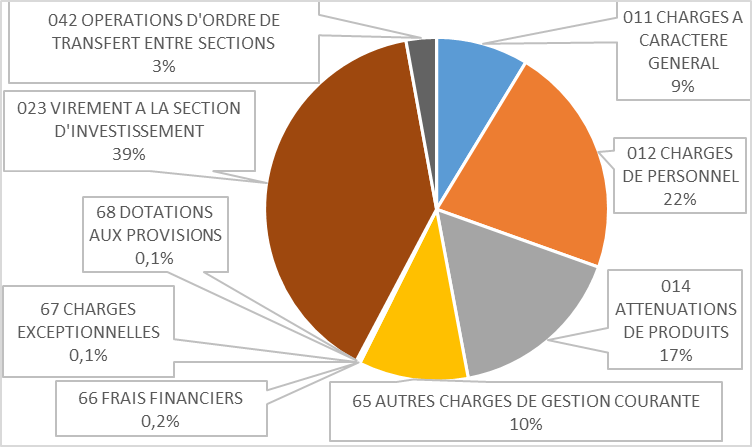 042 OPERATIONS D'ORDRE DE
TRANSFERT ENTRE SECTIONS
3%
011 CHARGES A
CARACTERE
GENERAL
9%
023 VIREMENT A LA SECTION
D'INVESTISSEMENT
39%
012 CHARGES
DE PERSONNEL
22%
68 DOTATIONS
AUX PROVISIONS
0,1%
014
ATTENUATIONS
DE PRODUITS
17%
67 CHARGES
EXCEPTIONNELLES
0,1%
66 FRAIS FINANCIERS
0,2%
65 AUTRES CHARGES DE GESTION COURANTE
10%